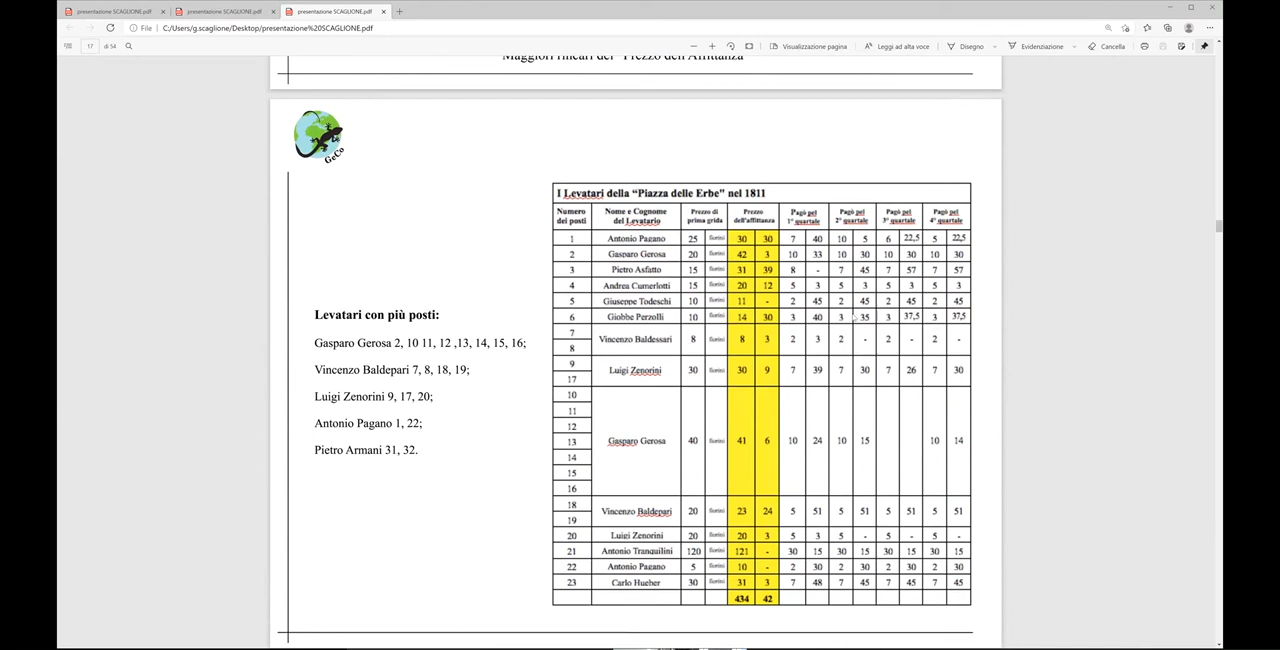 presentazione SCAGLIONE.pdf
presentazione SCAGLIONE.pdf
presentazione SCAGLIONE.pdf
File C:/Users/g.scaglione/Desktop/presentazione%20SCAGLIONE.pdf
17 di 54
Visualizzazione pagina Leggi ad alta voce Disegno Evidenziazione Cancella
Maggiori rincari del "Prezzo dell'Affittanza"
GeCo
Levatari con più posti:
Gasparo Gerosa 2, 10 11, 12 ,13, 14, 15, 16;
Vincenzo Baldepari 7, 8, 18, 19;
Luigi Zenorini 9, 17, 20;
Antonio Pagano 1, 22;
Pietro Armani 31, 32.
I Levatari della "Piazza delle Erbe" nel 1811
Numero dei posti Nome e Cognome del Levatario Prezzo di prima grida Prezzo dell'affittanza Pagò pel 1° quartale Pagò pel 2° quartale Pagò pel 3° quartale Pagò pel 4° quartale
1 Antonio Pagano 25 fiorini 30 30 7 40 10 5 6 22,5 5 22,5
2 Gasparo Gerosa 20 fiorini 42 3 10 33 10 30 10 30 10 30
3 Pietro Asfatto 15 fiorini 31 39 8 - 7 45 7 57 7 57
4 Andrea Cumerlotti 15 fiorini 20 12 5 3 5 3 5 3 5 3
5 Giuseppe Todeschi 10 fiorini 11 - 2 45 2 45 2 45 2 45
6 Giobbe Perzolli 10 fiorini 14 30 3 40 3 35 3 37,5 3 37,5
7
8
Vincenzo Baldessari 8 fiorini 8 3 2 3 2 - 2 - 2 -
9
17
Luigi Zenorini 30 fiorini 30 9 7 39 7 30 7 26 7 30
10
11
12
13
14
15
16
Gasparo Gerosa 40 fiorini 41 6 10 24 10 15 10 14
18
19
Vincenzo Baldepari 20 fiorini 23 24 5 51 5 51 5 51 5 51
20 Luigi Zenorini 20 fiorini 20 3 5 3 5 - 5 - 5 -
21 Antonio Tranquilini 120 fiorini 121 - 30 15 30 15 30 15 30 15
22 Antonio Pagano 5 fiorini 10 - 2 30 2 30 2 30 2 30
23 Carlo Hueber 30 fiorini 31 3 7 48 7 45 7 45 7 45
434 42